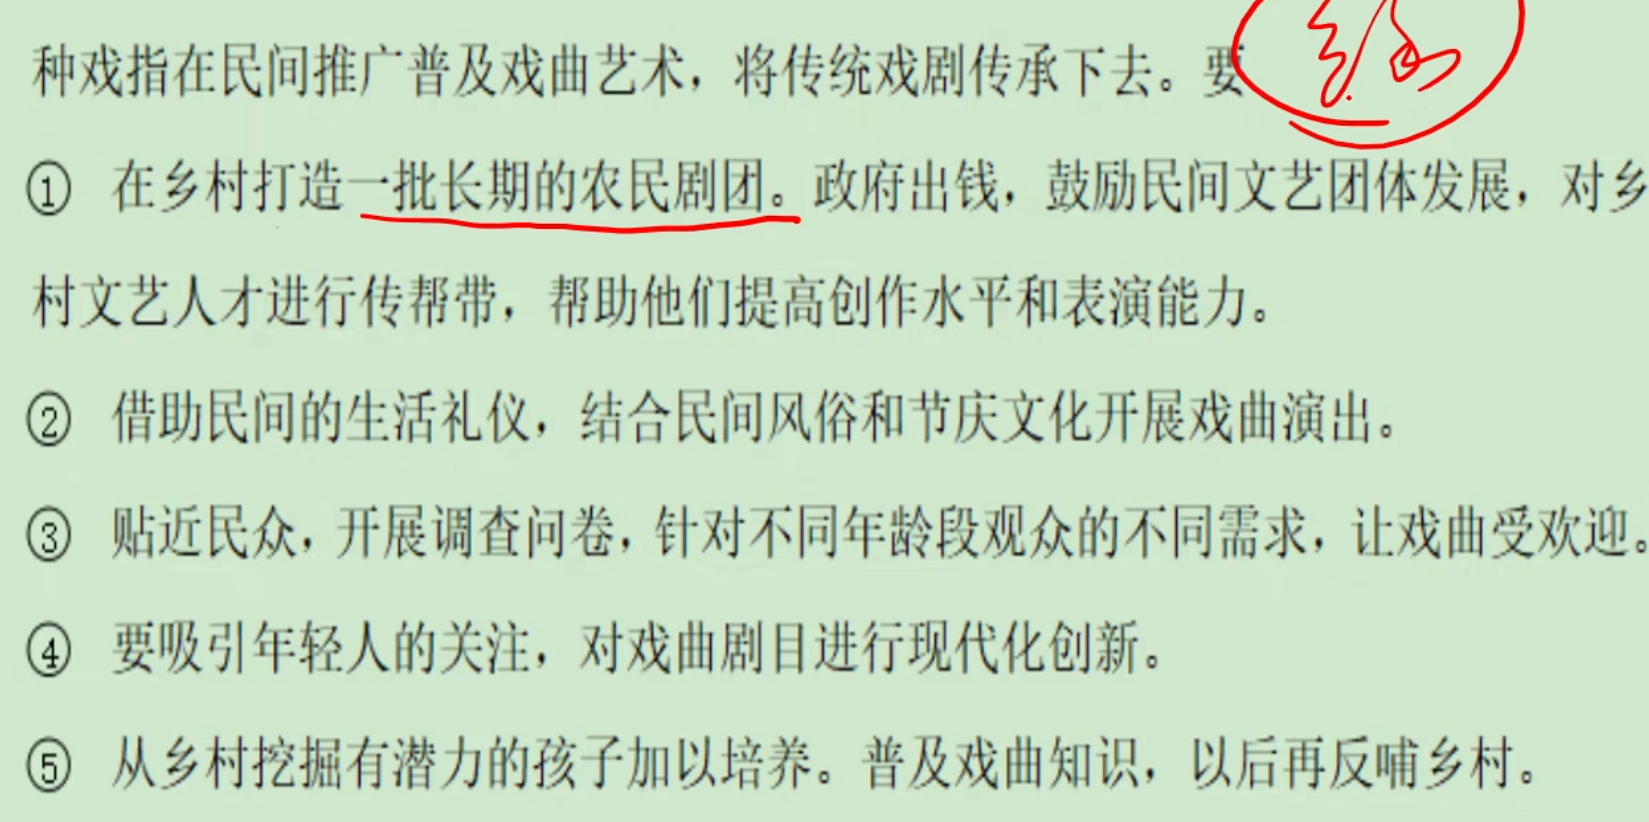 种戏指在民间推广普及戏曲艺术，将传统戏剧传承下去。要
① 在乡村打造一批长期的农民剧团。政府出钱，鼓励民间文艺团体发展，对乡
村文艺人才进行传帮带，帮助他们提高创作水平和表演能力。
② 借助民间的生活礼仪，结合民间风俗和节庆文化开展戏曲演出。
③ 贴近民众，开展调查问卷，针对不同年龄段观众的不同需求，让戏曲受欢迎。
④ 要吸引年轻人的关注，对戏曲剧目进行现代化创新。
⑤ 从乡村挖掘有潜力的孩子加以培养。普及戏曲知识，以后再反哺乡村。